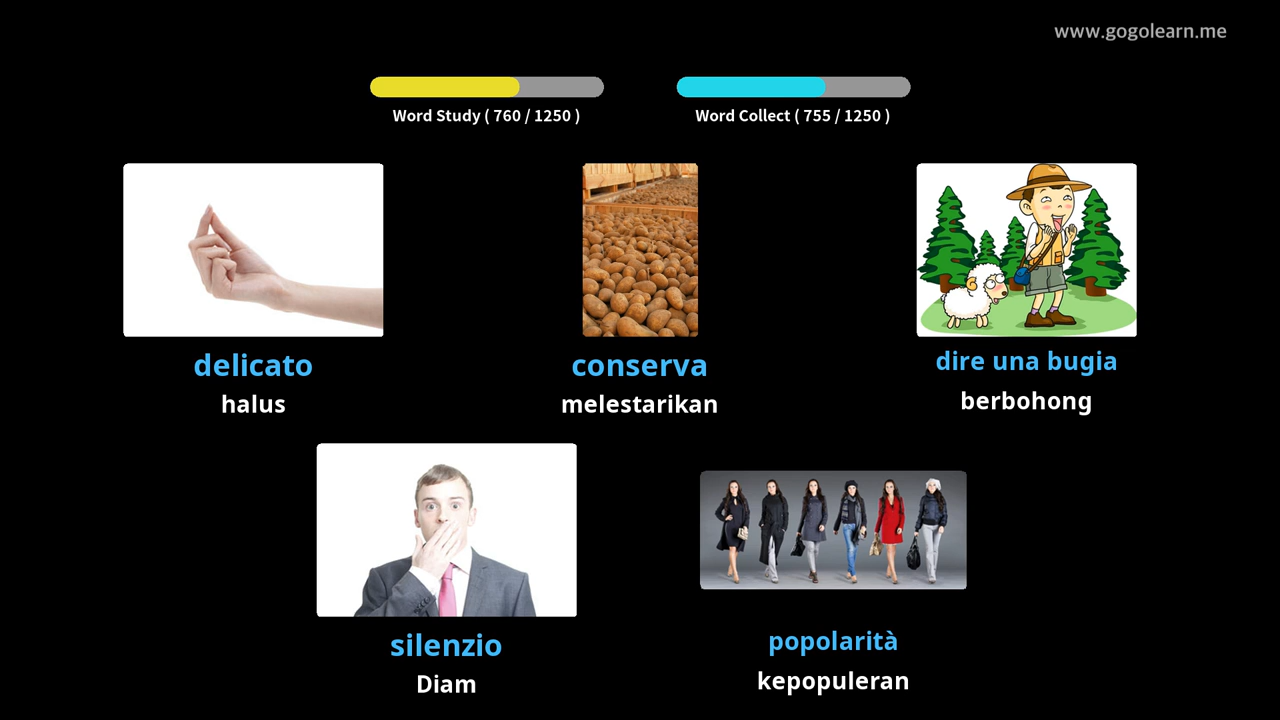 www.gogolearn.me
Word Study ( 760 / 1250 )
Word Collect ( 755 / 1250 )
delicato
halus
conserva
melestarikan
dire una bugia
berbohong
silenzio
Diam
popolarità
kepopuleran